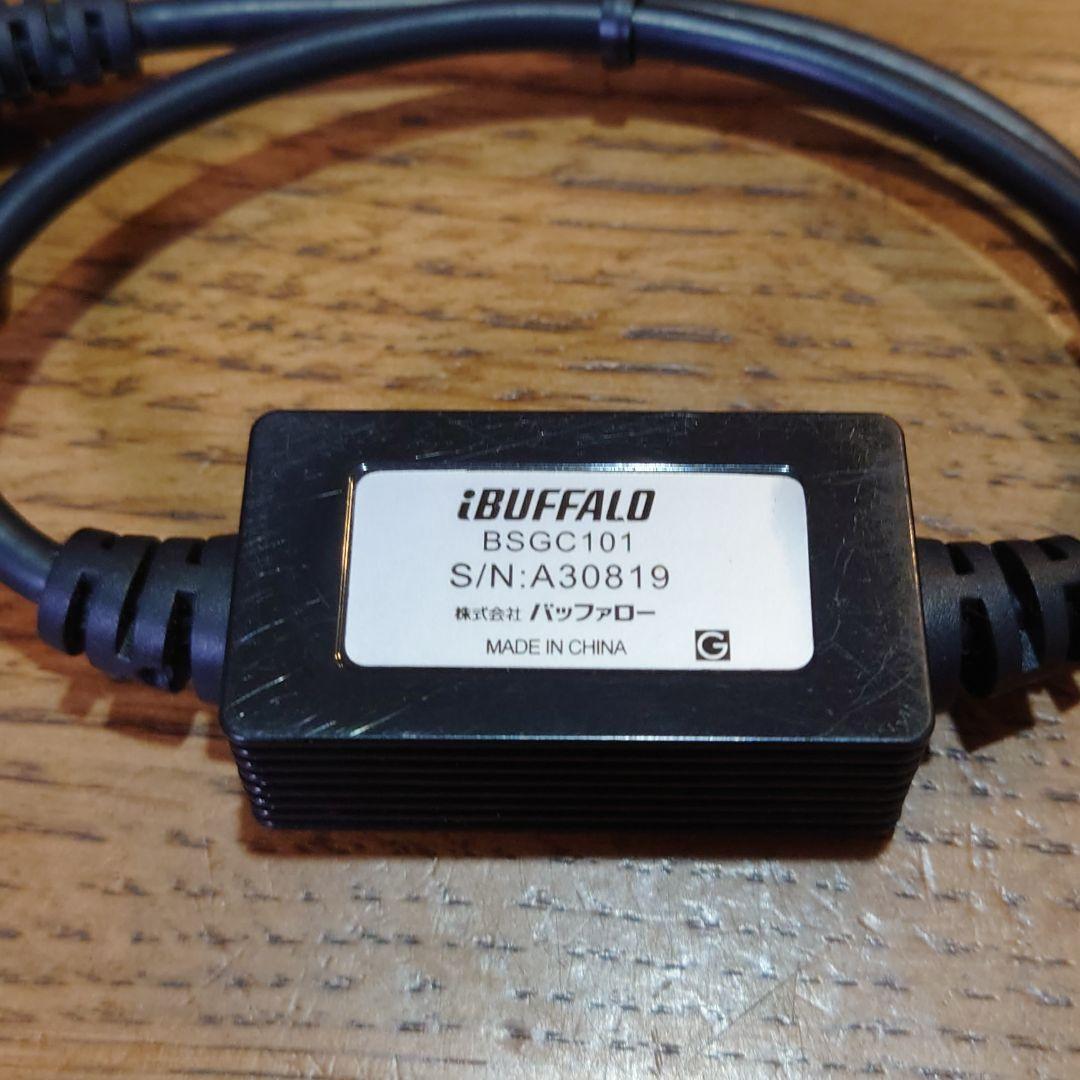 iBUFFALO
BSGC101
S/N:A30819
株式会社 バッファロー
MADE IN CHINA
G